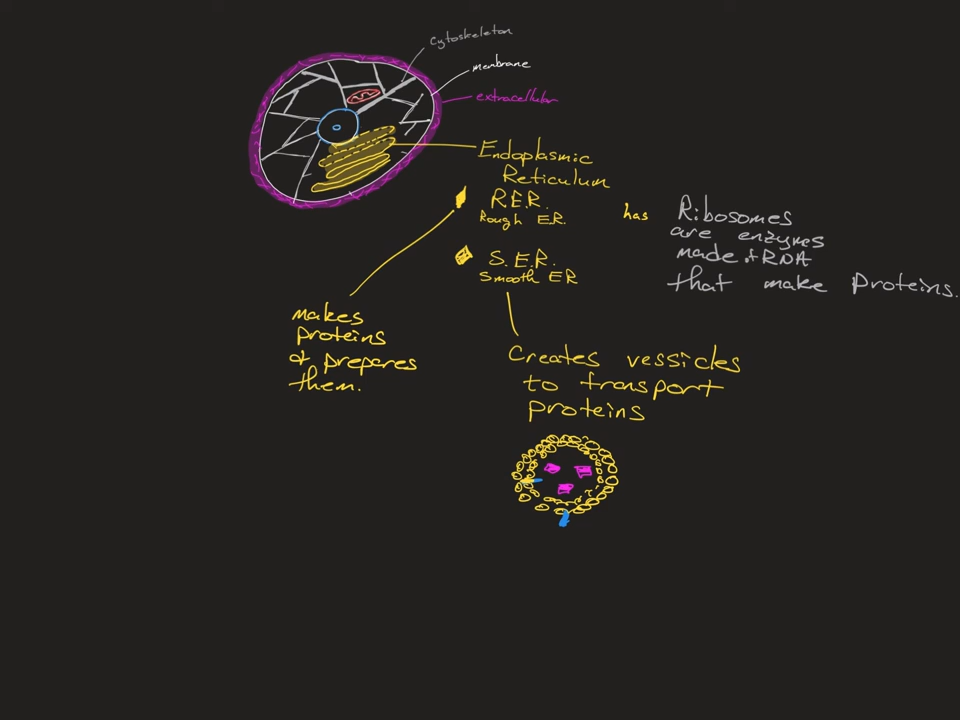 cytoskeleton
membrane
extracellular
Endoplasmic
Reticulum
R.E.R.
Rough E.R.
has
Ribosomes
are enzymes
made of RNA
that make proteins.
S.E.R.
Smooth ER
makes
proteins
& prepares
them.
Creates vessicles
to transport
proteins